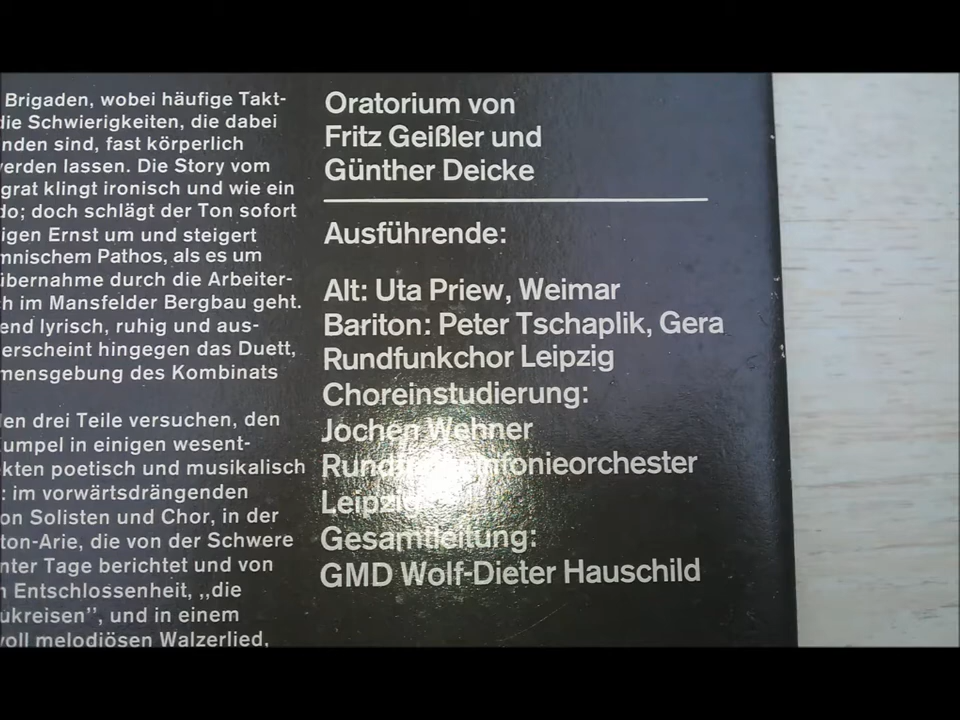 Brigaden, wobei häufige Takt-
die Schwierigkeiten, die dabei
nden sind, fast körperlich
werden lassen. Die Story vom
grat klingt ironisch und wie ein
do; doch schlägt der Ton sofort
igen Ernst um und steigert
mnischem Pathos, als es um
übernahme durch die Arbeiter-
h im Mansfelder Bergbau geht.
end lyrisch, ruhig und aus-
erscheint hingegen das Duett,
mensgebung des Kombinats
en drei Teile versuchen, den
umpel in einigen wesent-
ekten poetisch und musikalisch
: im vorwärtsdrängenden
on Solisten und Chor, in der
ton-Arie, die von der Schwere
nter Tage berichtet und von
Entschlossenheit, ,,die
ukreisen”, und in einem
voll melodiösen Walzerlied,
Oratorium von
Fritz Geißler und
Günther Deicke
Ausführende:
Alt: Uta Priew, Weimar
Bariton: Peter Tschaplik, Gera
Rundfunkchor Leipzig
Choreinstudierung:
Jochen Wehner
Rundfunksinfonieorchester
Leipzig
Gesamtleitung:
GMD Wolf-Dieter Hauschild